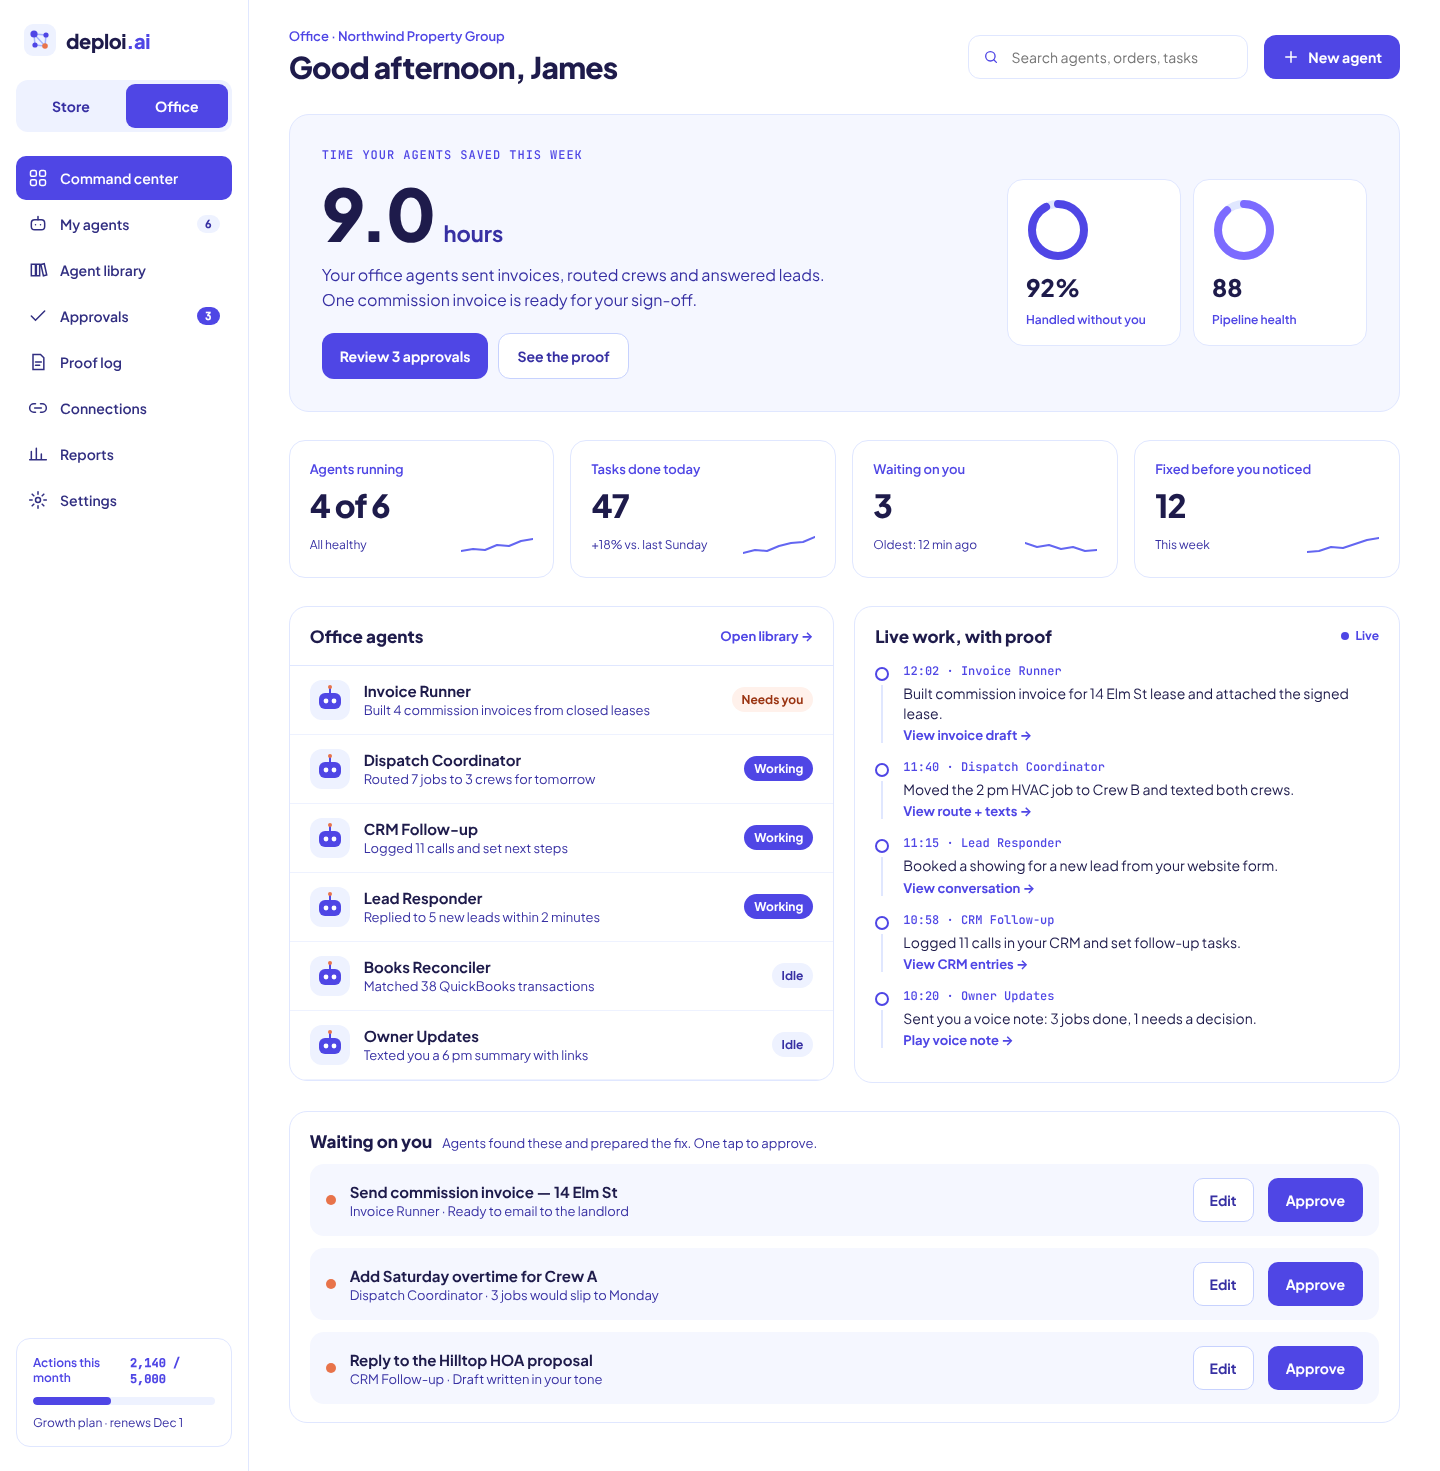 deploi.ai
Store
Office
Command center
My agents
6
Agent library
Approvals
3
Proof log
Connections
Reports
Settings
Actions this
month
2,140 /
5,000
Growth plan · renews Dec 1
Office · Northwind Property Group
Good afternoon, James
Search agents, orders, tasks
New agent
TIME YOUR AGENTS SAVED THIS WEEK
9.0 hours
Your office agents sent invoices, routed crews and answered leads.
One commission invoice is ready for your sign-off.
Review 3 approvals
See the proof
92%
Handled without you
88
Pipeline health
Agents running
4 of 6
All healthy
Tasks done today
47
+18% vs. last Sunday
Waiting on you
3
Oldest: 12 min ago
Fixed before you noticed
12
This week
Office agents
Open library →
Invoice Runner
Built 4 commission invoices from closed leases
Needs you
Dispatch Coordinator
Routed 7 jobs to 3 crews for tomorrow
Working
CRM Follow-up
Logged 11 calls and set next steps
Working
Lead Responder
Replied to 5 new leads within 2 minutes
Working
Books Reconciler
Matched 38 QuickBooks transactions
Idle
Owner Updates
Texted you a 6 pm summary with links
Idle
Live work, with proof
Live
12:02 · Invoice Runner
Built commission invoice for 14 Elm St lease and attached the signed
lease.
View invoice draft →
11:40 · Dispatch Coordinator
Moved the 2 pm HVAC job to Crew B and texted both crews.
View route + texts →
11:15 · Lead Responder
Booked a showing for a new lead from your website form.
View conversation →
10:58 · CRM Follow-up
Logged 11 calls in your CRM and set follow-up tasks.
View CRM entries →
10:20 · Owner Updates
Sent you a voice note: 3 jobs done, 1 needs a decision.
Play voice note →
Waiting on you
Agents found these and prepared the fix. One tap to approve.
Send commission invoice — 14 Elm St
Invoice Runner · Ready to email to the landlord
Edit
Approve
Add Saturday overtime for Crew A
Dispatch Coordinator · 3 jobs would slip to Monday
Edit
Approve
Reply to the Hilltop HOA proposal
CRM Follow-up · Draft written in your tone
Edit
Approve